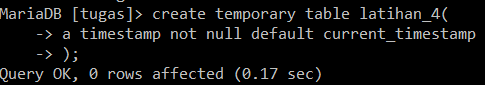 MariaDB [tugas]> create temporary table latihan_4(
    -> a timestamp not null default current_timestamp
    -> );
Query OK, 0 rows affected (0.17 sec)